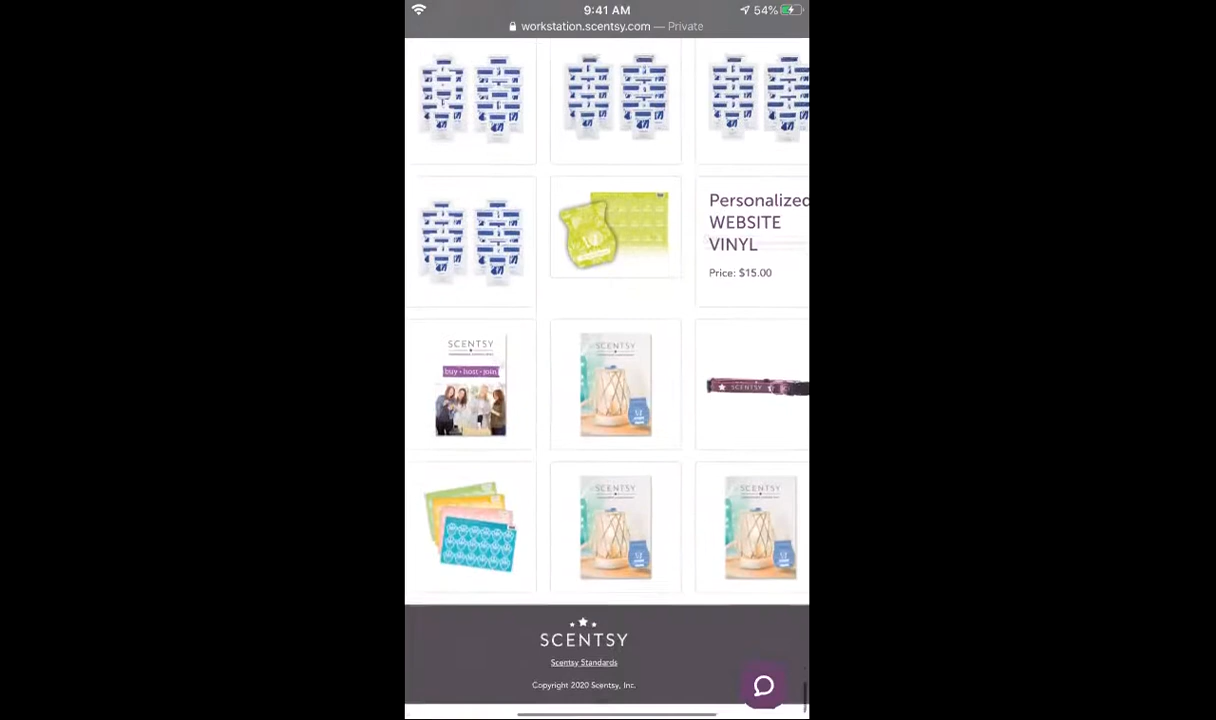 9:41 AM
54%
workstation.scentsy.com — Private
Personalized
WEBSITE
VINYL
Price: $15.00
SCENTSY
buy • host • join
SCENTSY
SCENTSY
SCENTSY
SCENTSY
SCENTSY
Scentsy Standards
Copyright 2020 Scentsy, Inc.